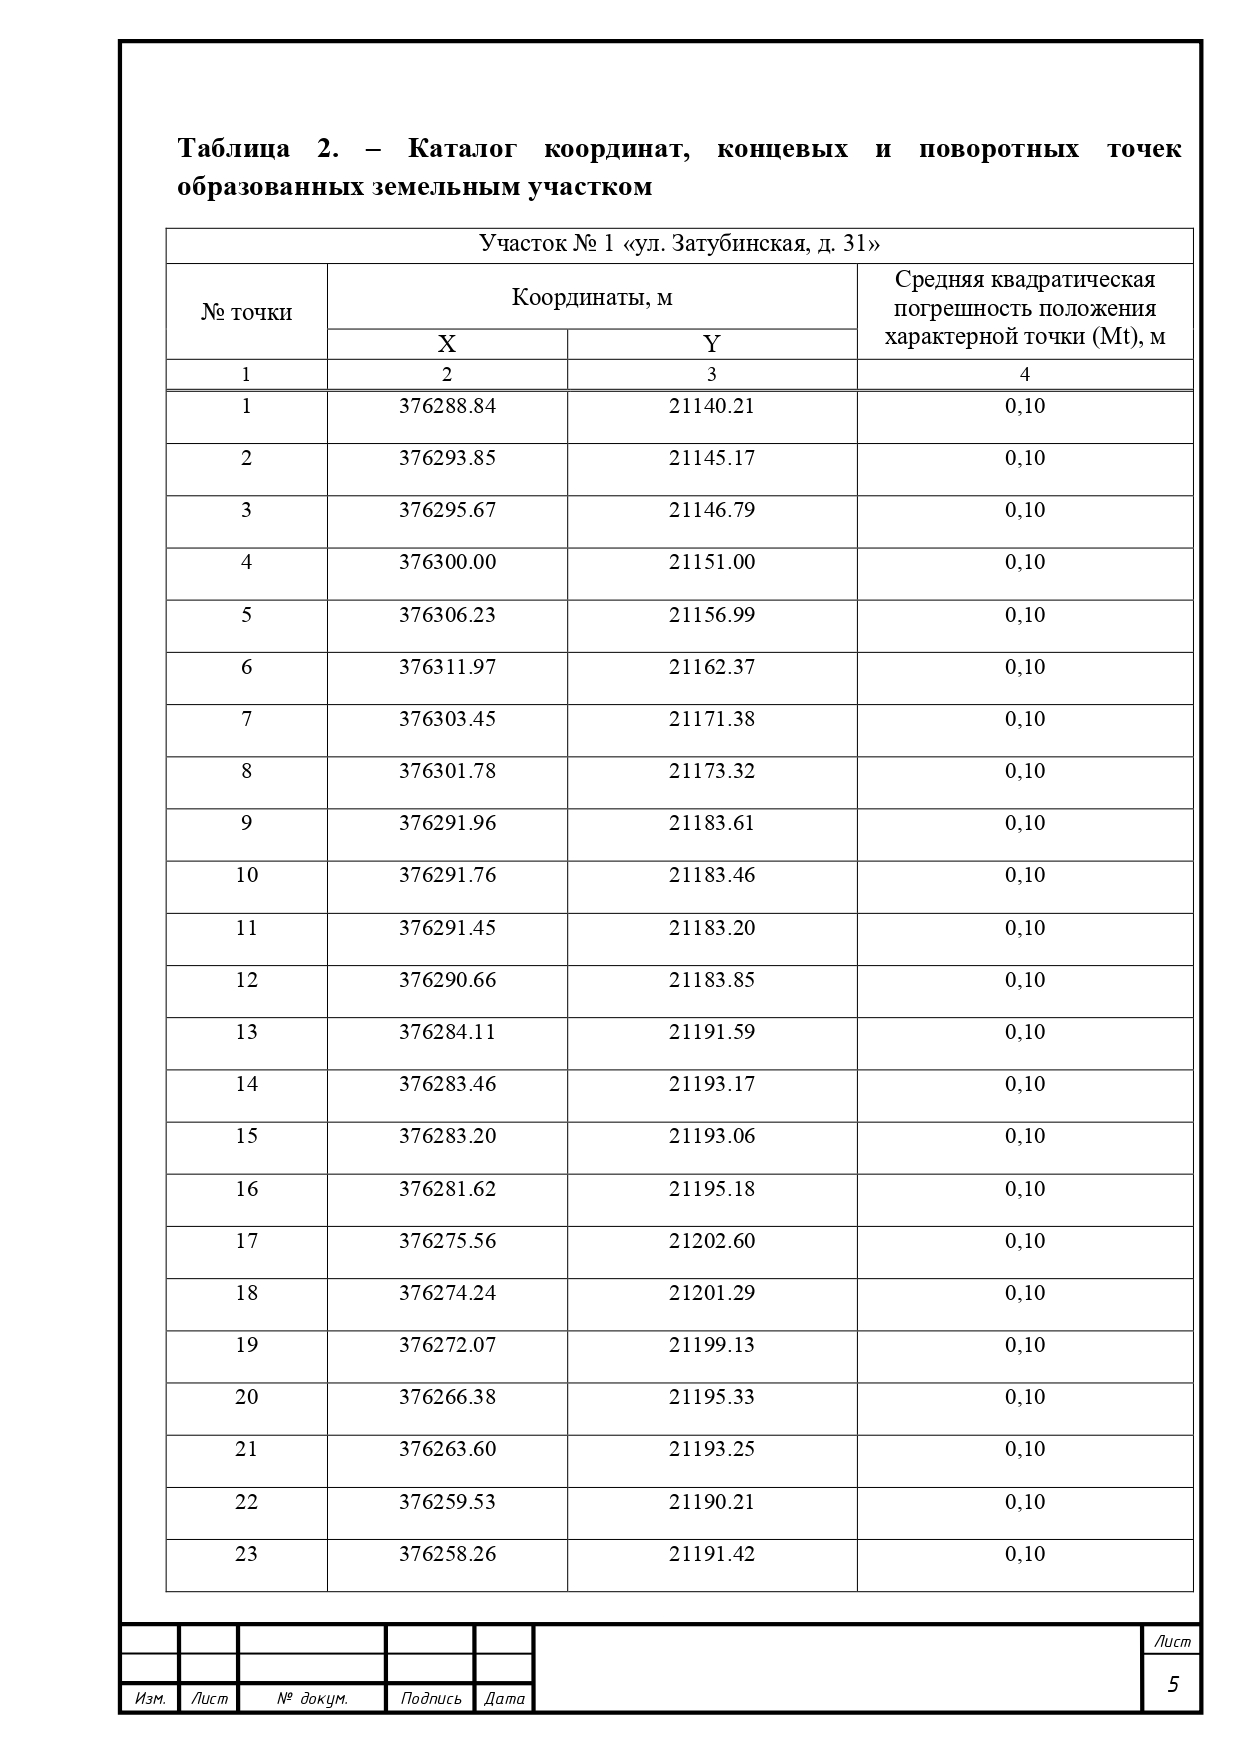 Таблица 2. – Каталог координат, концевых и поворотных точек
образованных земельным участком
Участок № 1 «ул. Затубинская, д. 31»
№ точки
Координаты, м
Средняя квадратическая
погрешность положения
характерной точки (Mt), м
X Y
1 2 3 4
1 376288.84 21140.21 0,10
2 376293.85 21145.17 0,10
3 376295.67 21146.79 0,10
4 376300.00 21151.00 0,10
5 376306.23 21156.99 0,10
6 376311.97 21162.37 0,10
7 376303.45 21171.38 0,10
8 376301.78 21173.32 0,10
9 376291.96 21183.61 0,10
10 376291.76 21183.46 0,10
11 376291.45 21183.20 0,10
12 376290.66 21183.85 0,10
13 376284.11 21191.59 0,10
14 376283.46 21193.17 0,10
15 376283.20 21193.06 0,10
16 376281.62 21195.18 0,10
17 376275.56 21202.60 0,10
18 376274.24 21201.29 0,10
19 376272.07 21199.13 0,10
20 376266.38 21195.33 0,10
21 376263.60 21193.25 0,10
22 376259.53 21190.21 0,10
23 376258.26 21191.42 0,10
Лист
5
Изм. Лист № докум. Подпись Дата